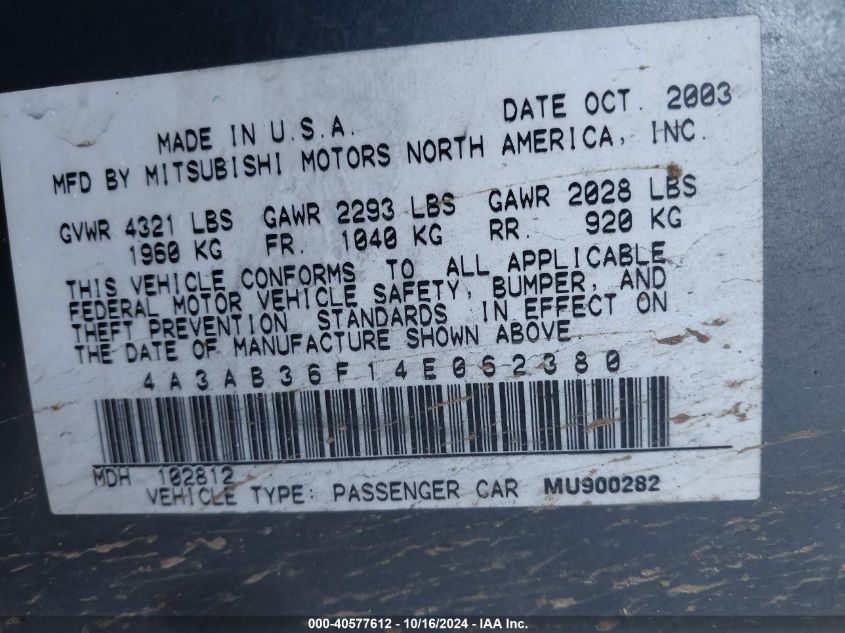 DATE OCT. 2003
MADE IN U.S.A.
MFD BY MITSUBISHI MOTORS NORTH AMERICA, INC.
GVWR 4321 LBS GAWR 2293 LBS GAWR 2028 LBS
1960 KG FR. 1040 KG RR. 920 KG
THIS VEHICLE CONFORMS TO ALL APPLICABLE
FEDERAL MOTOR VEHICLE SAFETY, BUMPER, AND
THEFT PREVENTION STANDARDS IN EFFECT ON
THE DATE OF MANUFACTURE SHOWN ABOVE.
4A3AB36F14E062380
MDH 102812
VEHICLE TYPE: PASSENGER CAR MU900282
000-40577612 - 10/16/2024 - IAA Inc.